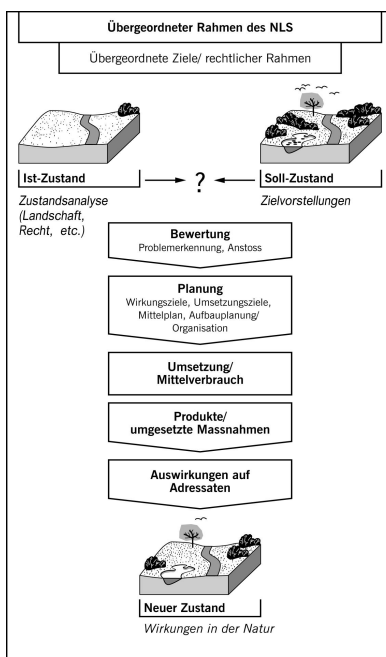 Übergeordneter Rahmen des NLS
Übergeordnete Ziele/ rechtlicher Rahmen
Ist-Zustand
?
Soll-Zustand
Zustandsanalyse
(Landschaft,
Recht, etc.)
Zielvorstellungen
Bewertung
Problemerkennung, Anstoss
Planung
Wirkungsziele, Umsetzungsziele,
Mittelplan, Aufbauplanung/
Organisation
Umsetzung/
Mittelverbrauch
Produkte/
umgesetzte Massnahmen
Auswirkungen auf
Adressaten
Neuer Zustand
Wirkungen in der Natur